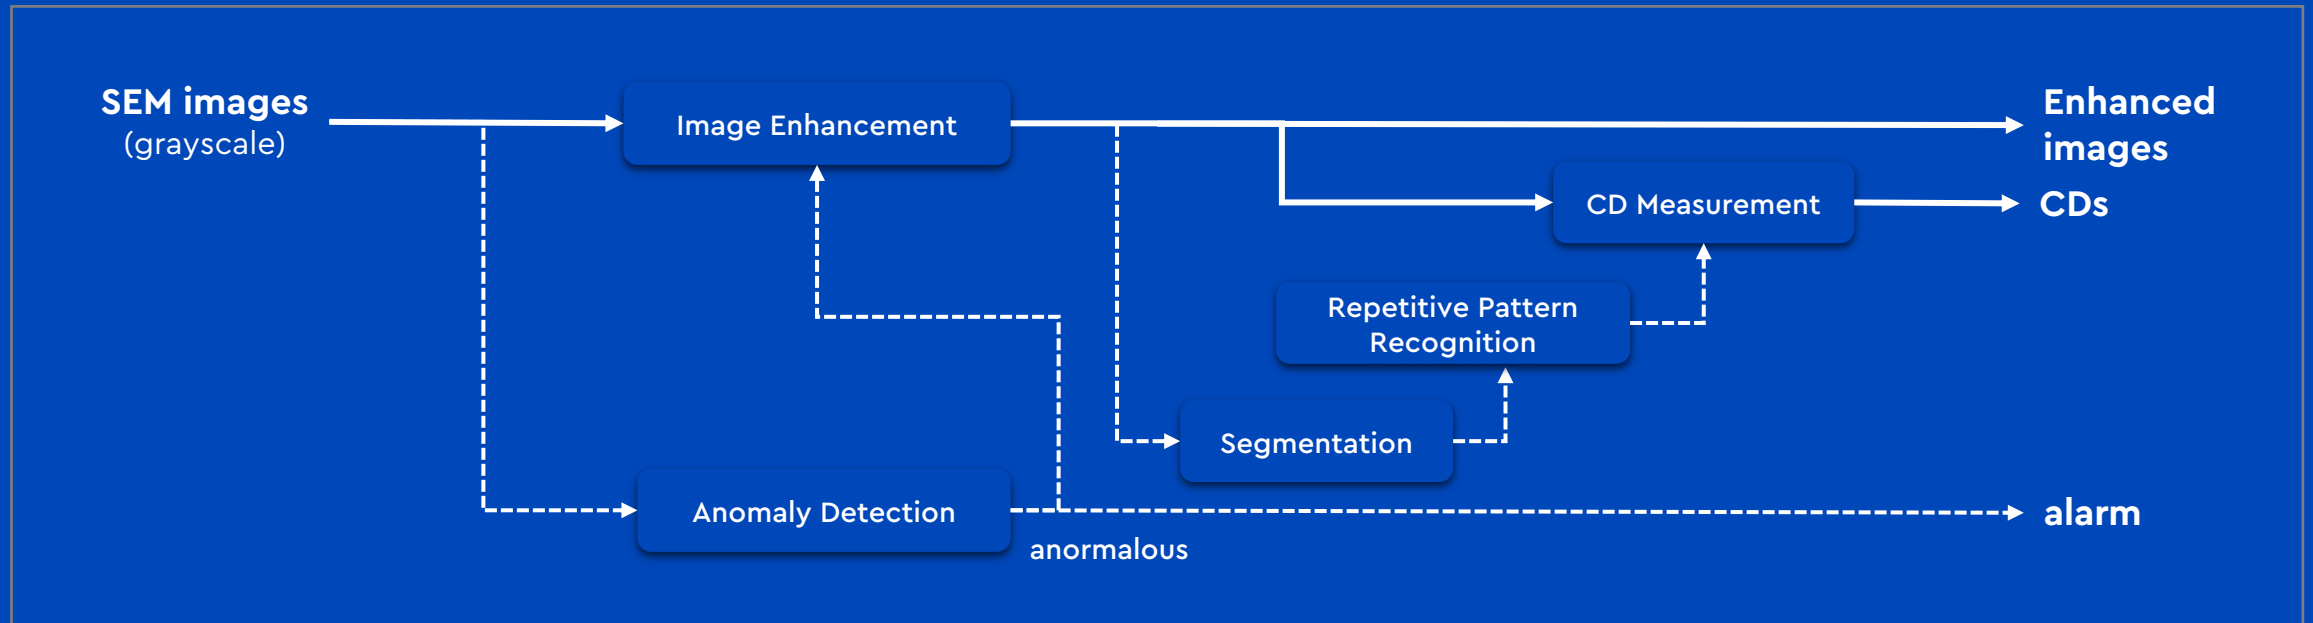 SEM images
(grayscale)
Image Enhancement
Enhanced
images
CD Measurement
CDs
Repetitive Pattern
Recognition
Segmentation
Anomaly Detection
anormalous
alarm